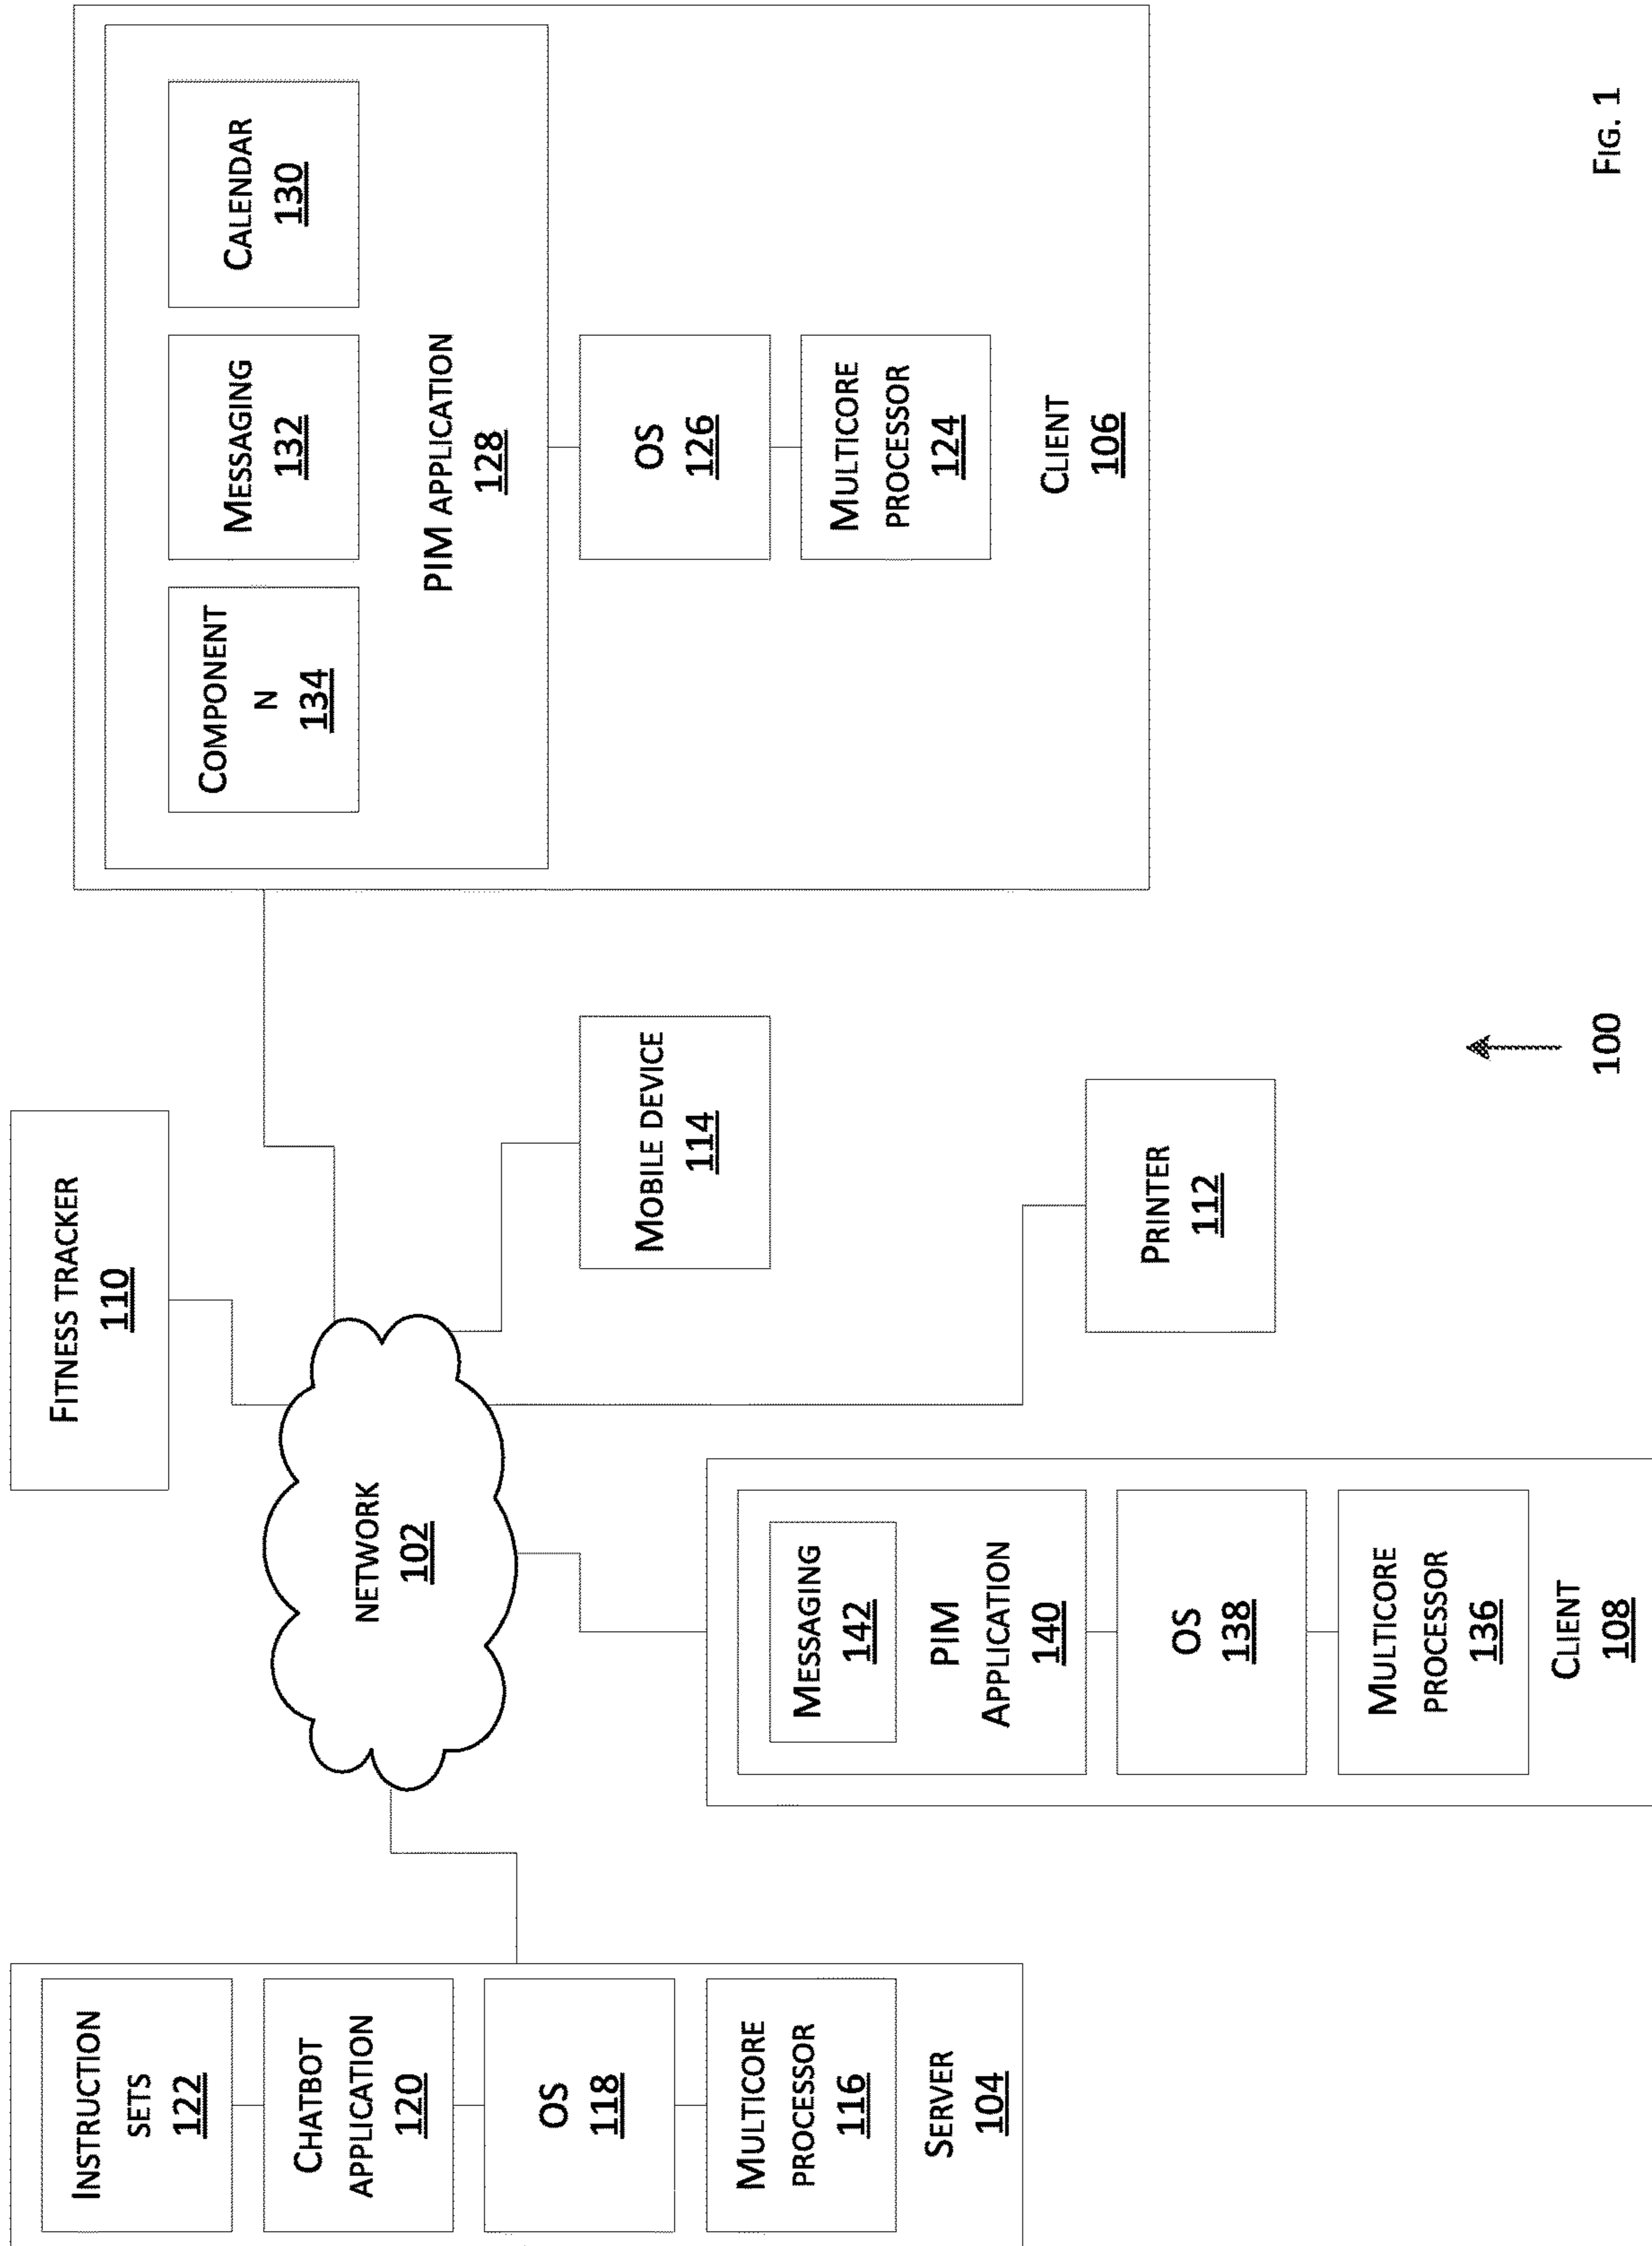 INSTRUCTION
SETS
122
CHATBOT
APPLICATION
120
OS
118
MULTICORE
PROCESSOR
116
SERVER
104
FITNESS TRACKER
110
NETWORK
102
MESSAGING
142
PIM
APPLICATION
140
OS
138
MULTICORE
PROCESSOR
136
CLIENT
108
MOBILE DEVICE
114
PRINTER
112
COMPONENT
N
134
MESSAGING
132
CALENDAR
130
PIM APPLICATION
128
OS
126
MULTICORE
PROCESSOR
124
CLIENT
106
100
FIG. 1